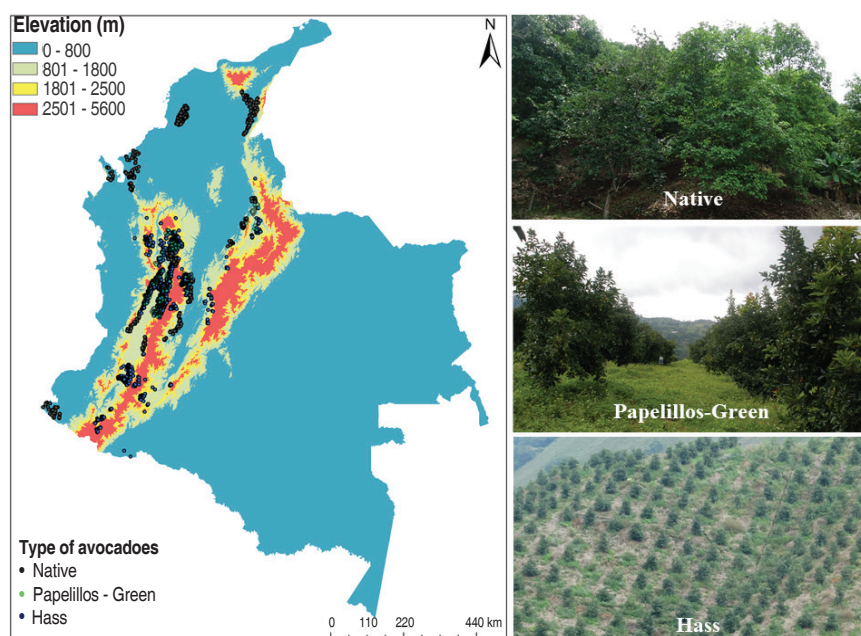 Elevation (m)
0 - 800
801 - 1800
1801 - 2500
2501 - 5600
N
Type of avocadoes
Native
Papelillos - Green
Hass
0 110 220 440 km
Native
Papelillos-Green
Hass